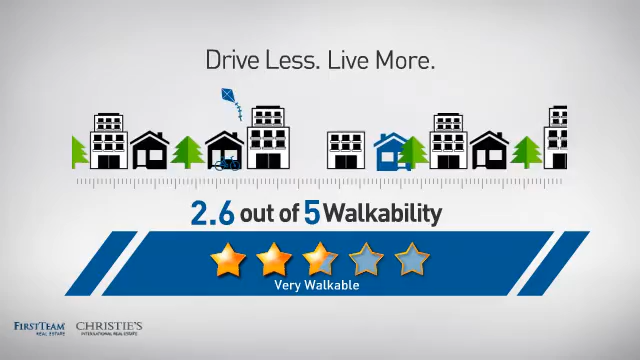 Drive Less. Live More.
2.6 out of 5 Walkability
Very Walkable
FIRSTTEAM
REAL ESTATE
CHRISTIE'S
INTERNATIONAL REAL ESTATE